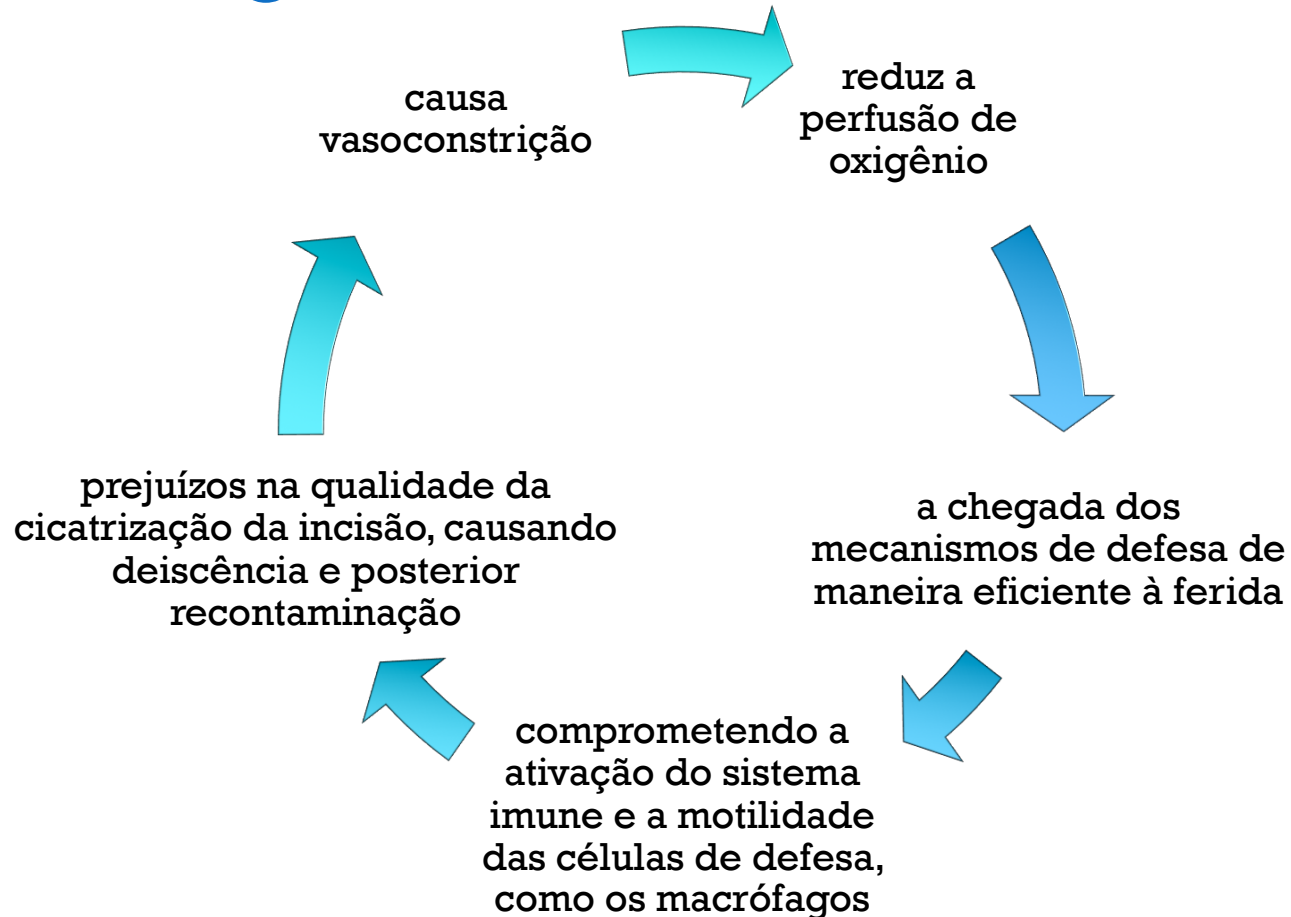 causa
vasoconstrição
reduz a
perfusão de
oxigênio
a chegada dos
mecanismos de defesa de
maneira eficiente à ferida
comprometendo a
ativação do sistema
imune e a motilidade
das células de defesa,
como os macrófagos
prejuízos na qualidade da
cicatrização da incisão, causando
deiscência e posterior
recontaminação